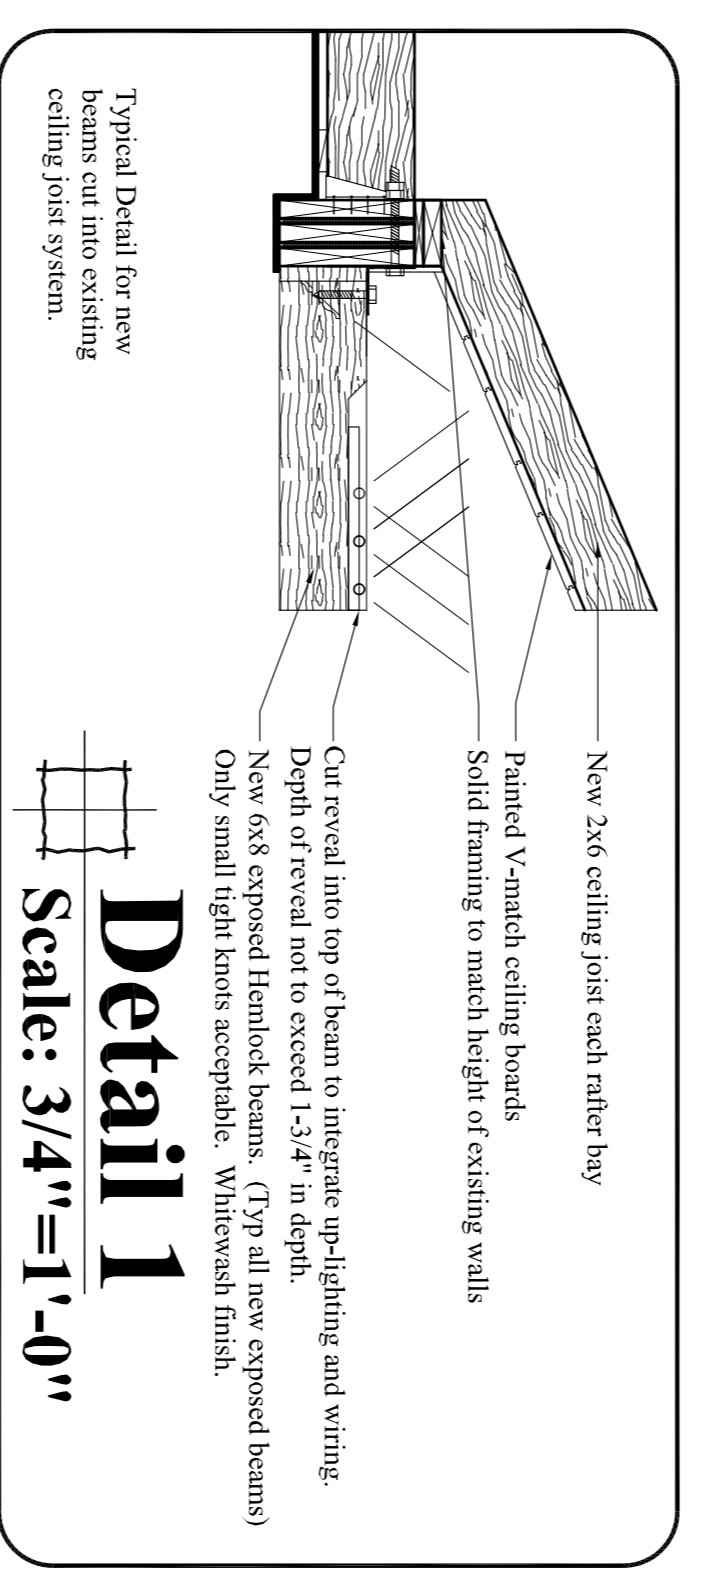 New 2x6 ceiling joist each rafter bay
Painted V-match ceiling boards
Solid framing to match height of existing walls
Cut reveal into top of beam to integrate up-lighting and wiring.
Depth of reveal not to exceed 1-3/4" in depth.
New 6x8 exposed Hemlock beams.  (Typ all new exposed beams)
Only small tight knots acceptable.  Whitewash finish.
Typical Detail for new
beams cut into existing
ceiling joist system.
Detail 1
Scale: 3/4"=1'-0"